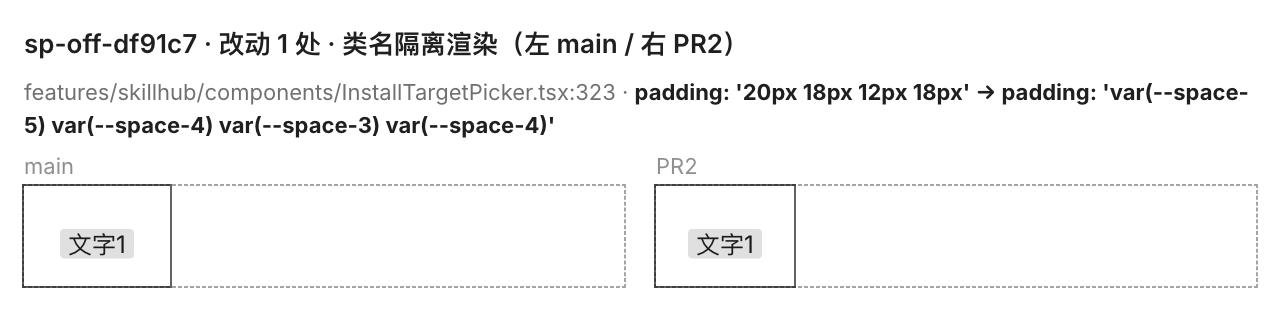 sp-off-df91c7 · 改动 1 处 · 类名隔离渲染（左 main / 右 PR2）
features/skillhub/components/InstallTargetPicker.tsx:323 · padding: '20px 18px 12px 18px' → padding: 'var(--space-
5) var(--space-4) var(--space-3) var(--space-4)'
main PR2
文字1 文字1